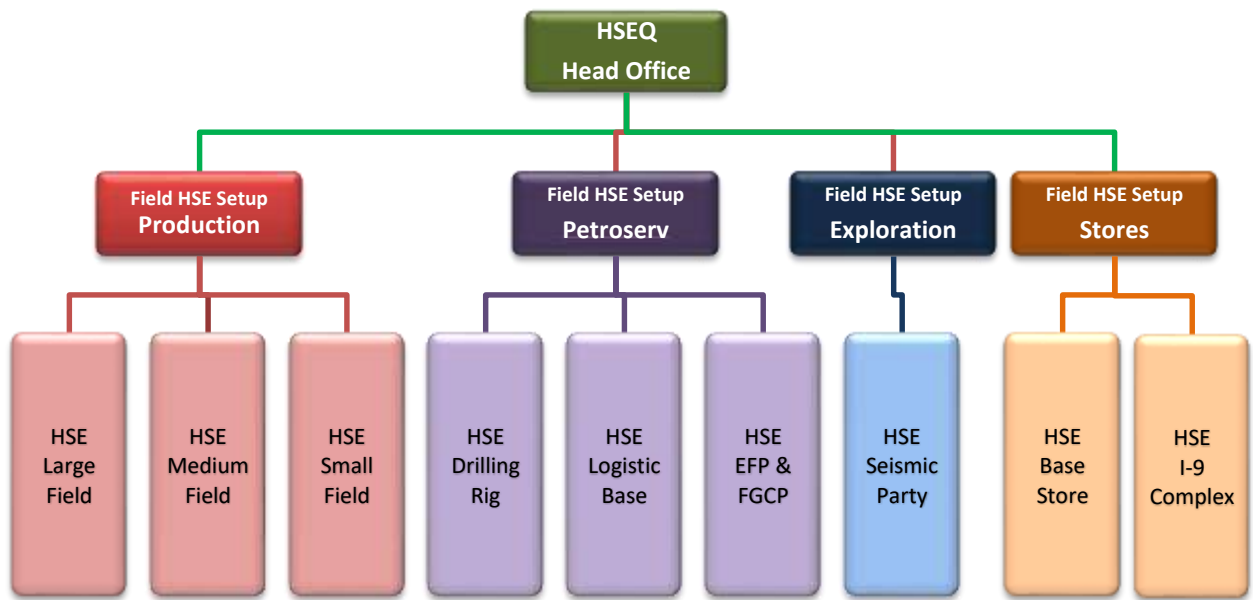 HSEQ
Head Office
Field HSE Setup
Production
Field HSE Setup
Petroserv
Field HSE Setup
Exploration
Field HSE Setup
Stores
HSE
Large
Field
HSE
Medium
Field
HSE
Small
Field
HSE
Drilling
Rig
HSE
Logistic
Base
HSE
EFP &
FGCP
HSE
Seismic
Party
HSE
Base
Store
HSE
I-9
Complex